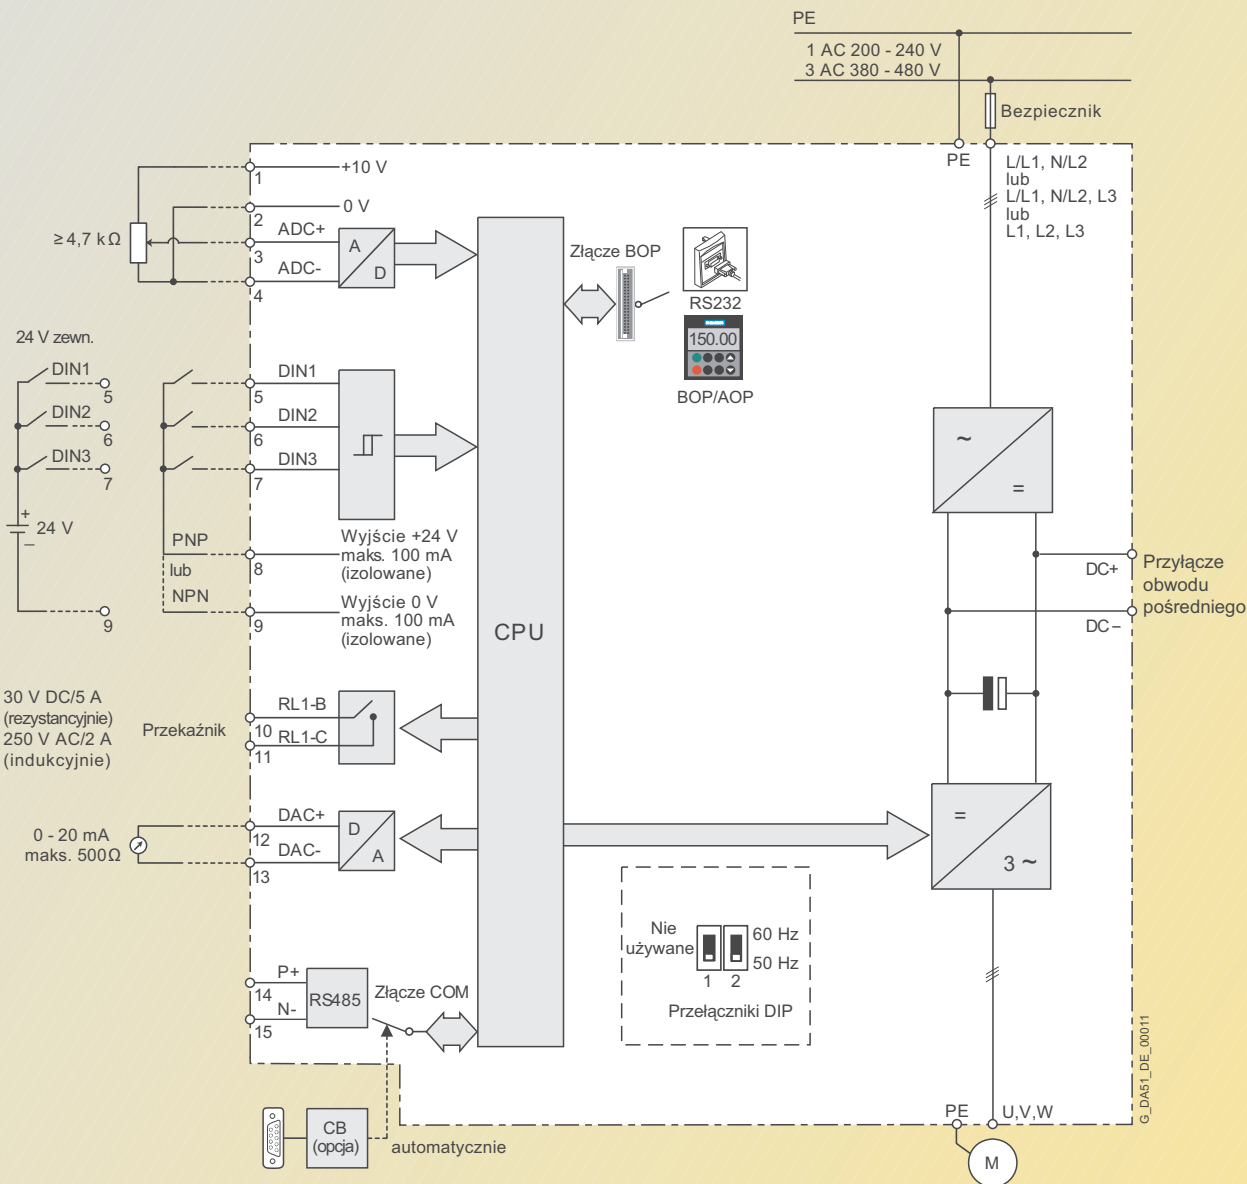 PE
1 AC 200 - 240 V
3 AC 380 - 480 V
Bezpiecznik
PE
L/L1, N/L2
lub
L/L1, N/L2, L3
lub
L1, L2, L3
+10 V
1
0 V
2
≥ 4,7 kΩ
ADC+
3
ADC-
4
A
D
Złącze BOP
RS232
150.00
BOP/AOP
24 V zewn.
DIN1
5
DIN2
6
DIN3
7
+
24 V
–
9
DIN1
5
DIN2
6
DIN3
7
PNP
lub
NPN
8
Wyjście +24 V
maks. 100 mA
(izolowane)
9
Wyjście 0 V
maks. 100 mA
(izolowane)
CPU
~
=
DC+
DC –
Przyłącze
obwodu
pośredniego
30 V DC/5 A
(rezystancyjnie)
250 V AC/2 A
(indukcyjnie)
Przekaźnik
RL1-B
10
RL1-C
11
0 - 20 mA
maks. 500Ω
DAC+
12
DAC-
13
D
A
=
3 ~
Nie
używane
60 Hz
50 Hz
1 2
Przełączniki DIP
P+
14
N-
15
RS485
Złącze COM
CB
(opcja)
automatycznie
PE
U,V,W
M
G_DA51_DE_00011